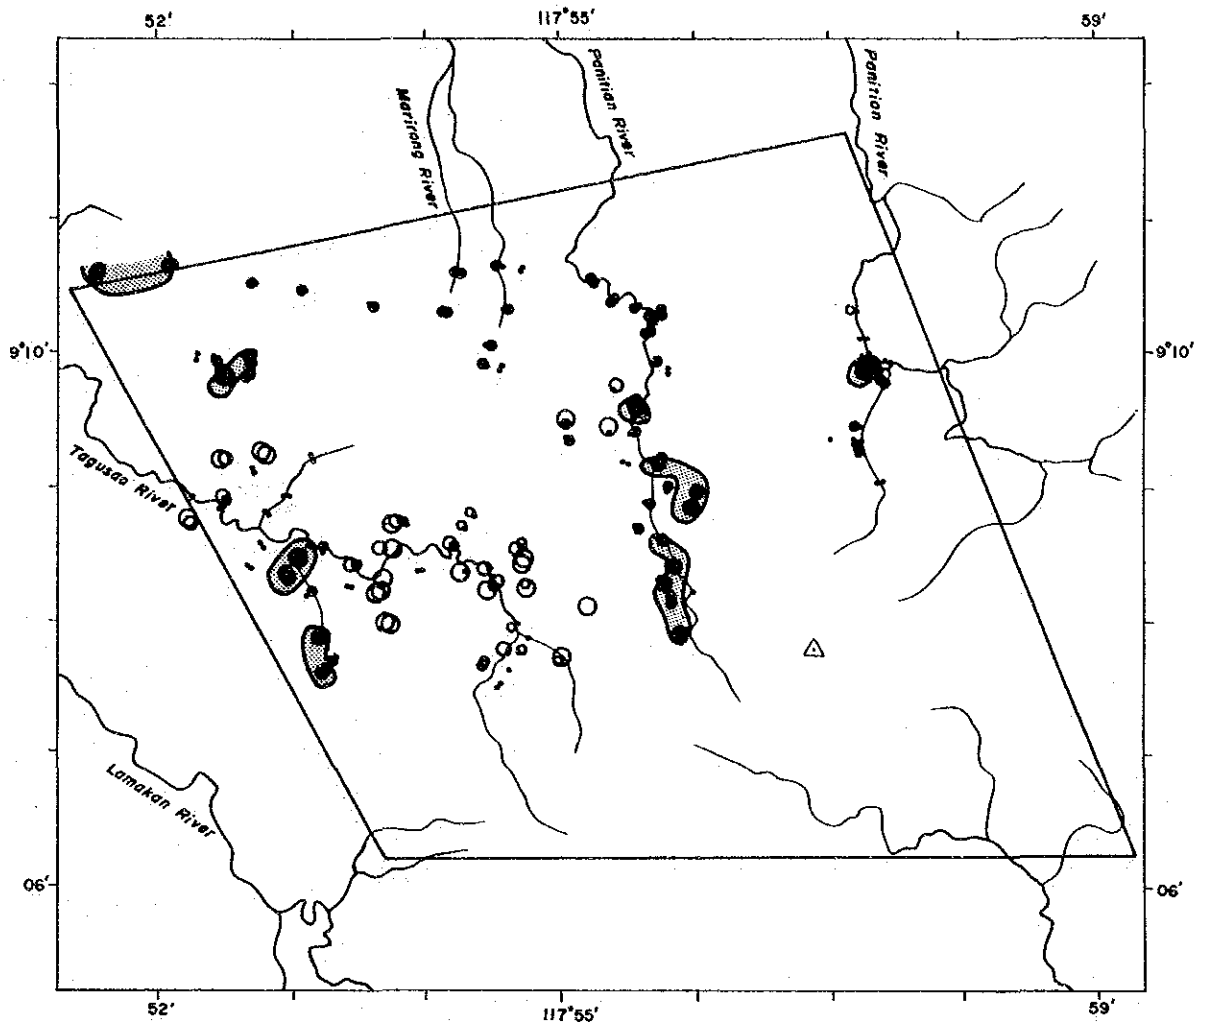 52'
117°55'
59'
Marirong River
Panitian River
Panitian River
9°10'
9°10'
Tagusao River
Lamakan River
06'
06'
52'
117°55'
59'